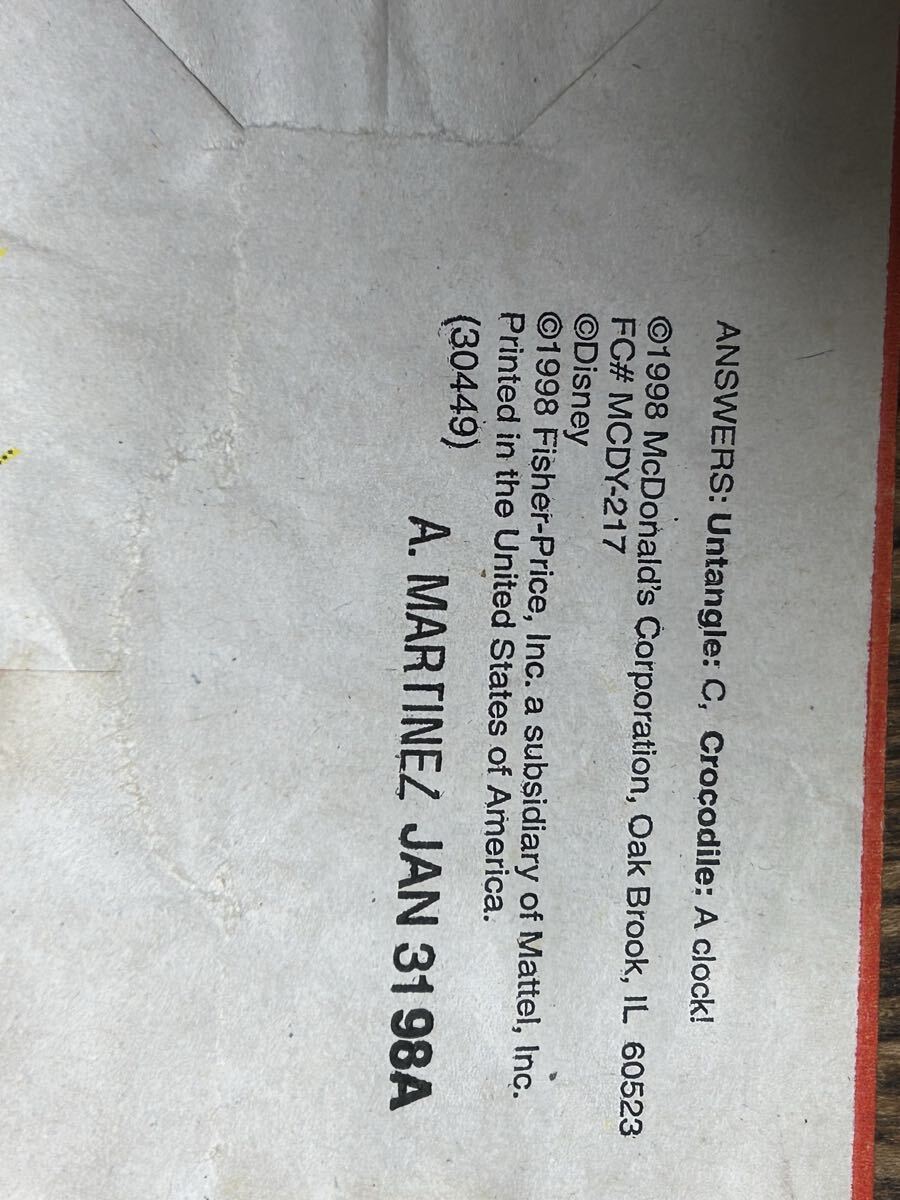 ANSWERS: Untangle: C, Crocodile: A clock!
©1998 McDonald's Corporation, Oak Brook, IL 60523
FC# MCDY-217
©Disney
©1998 Fisher-Price, Inc. a subsidiary of Mattel, Inc.
Printed in the United States of America.
(30449)
A. MARTINEZ JAN 31 98A